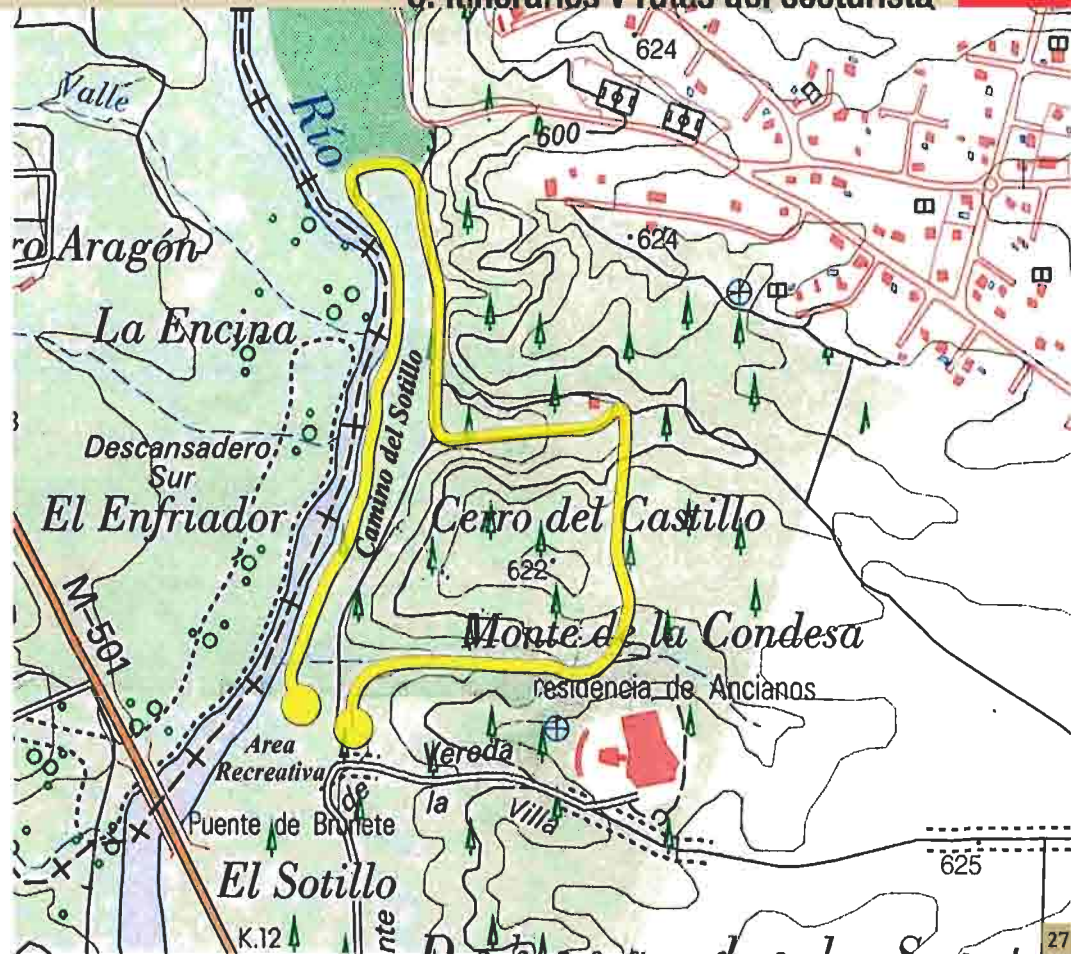 624
Valle
Río
600
ro Aragón
624
La Encina
Camino del Sotillo
Descansadero
Sur
El Enfriador
Cerro del Castillo
622
M-501
Monte de la Condesa
residencia de Ancianos
Area
Recreativa
Vereda
de
la
Villa
Puente de Brunete
El Sotillo
625
K.12
nte
27